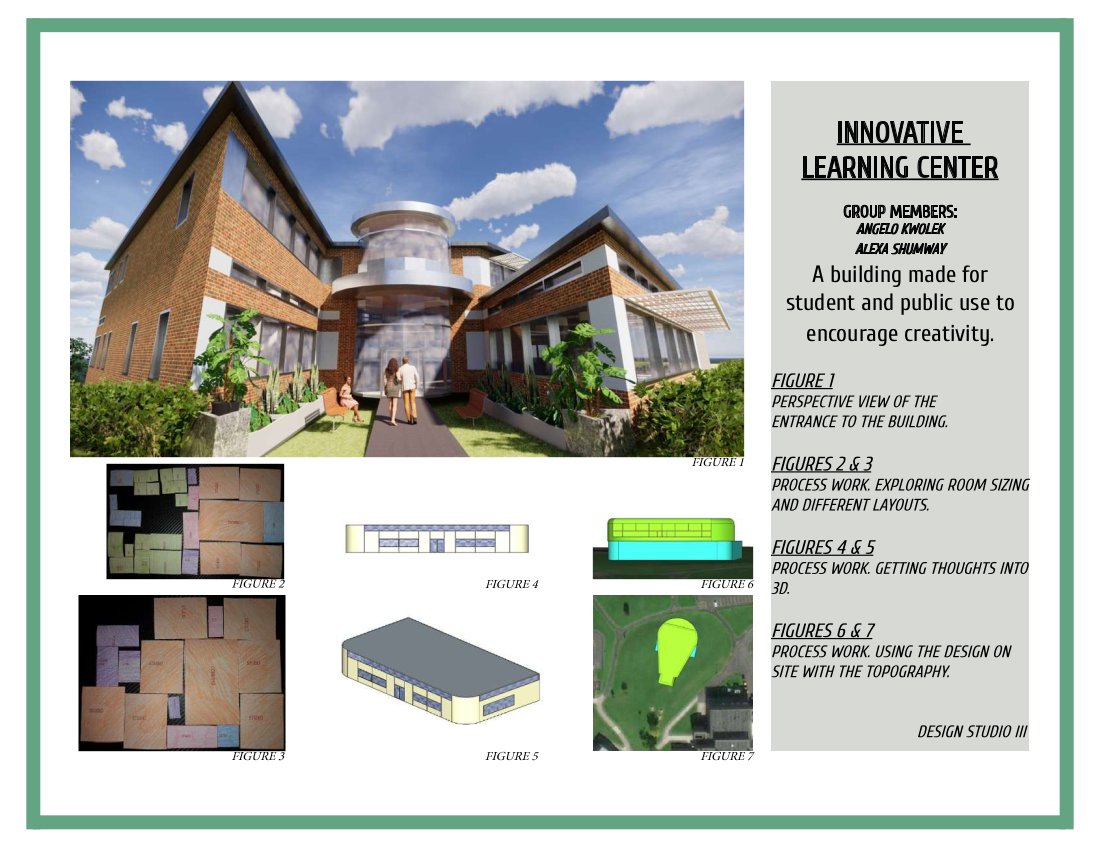 INNOVATIVE
LEARNING CENTER
GROUP MEMBERS:
ANGELO KWOLEK
ALEXA SHUMWAY
A building made for
student and public use to
encourage creativity.
FIGURE 1
PERSPECTIVE VIEW OF THE
ENTRANCE TO THE BUILDING.
FIGURES 2 & 3
PROCESS WORK. EXPLORING ROOM SIZING
AND DIFFERENT LAYOUTS.
FIGURES 4 & 5
PROCESS WORK. GETTING THOUGHTS INTO
3D.
FIGURES 6 & 7
PROCESS WORK. USING THE DESIGN ON
SITE WITH THE TOPOGRAPHY.
DESIGN STUDIO III
FIGURE 1
FIGURE 2
FIGURE 4
FIGURE 6
FIGURE 3
FIGURE 5
FIGURE 7